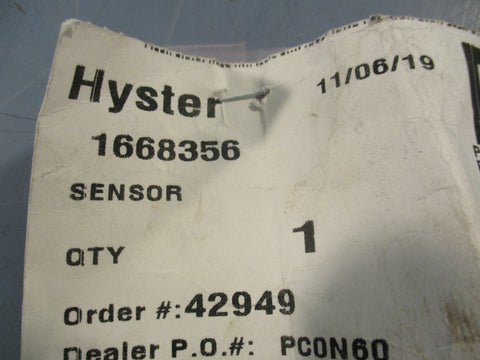 Hyster
11/06/19
1668356
SENSOR
QTY 1
Order #:42949
Dealer P.O.#: PCON60